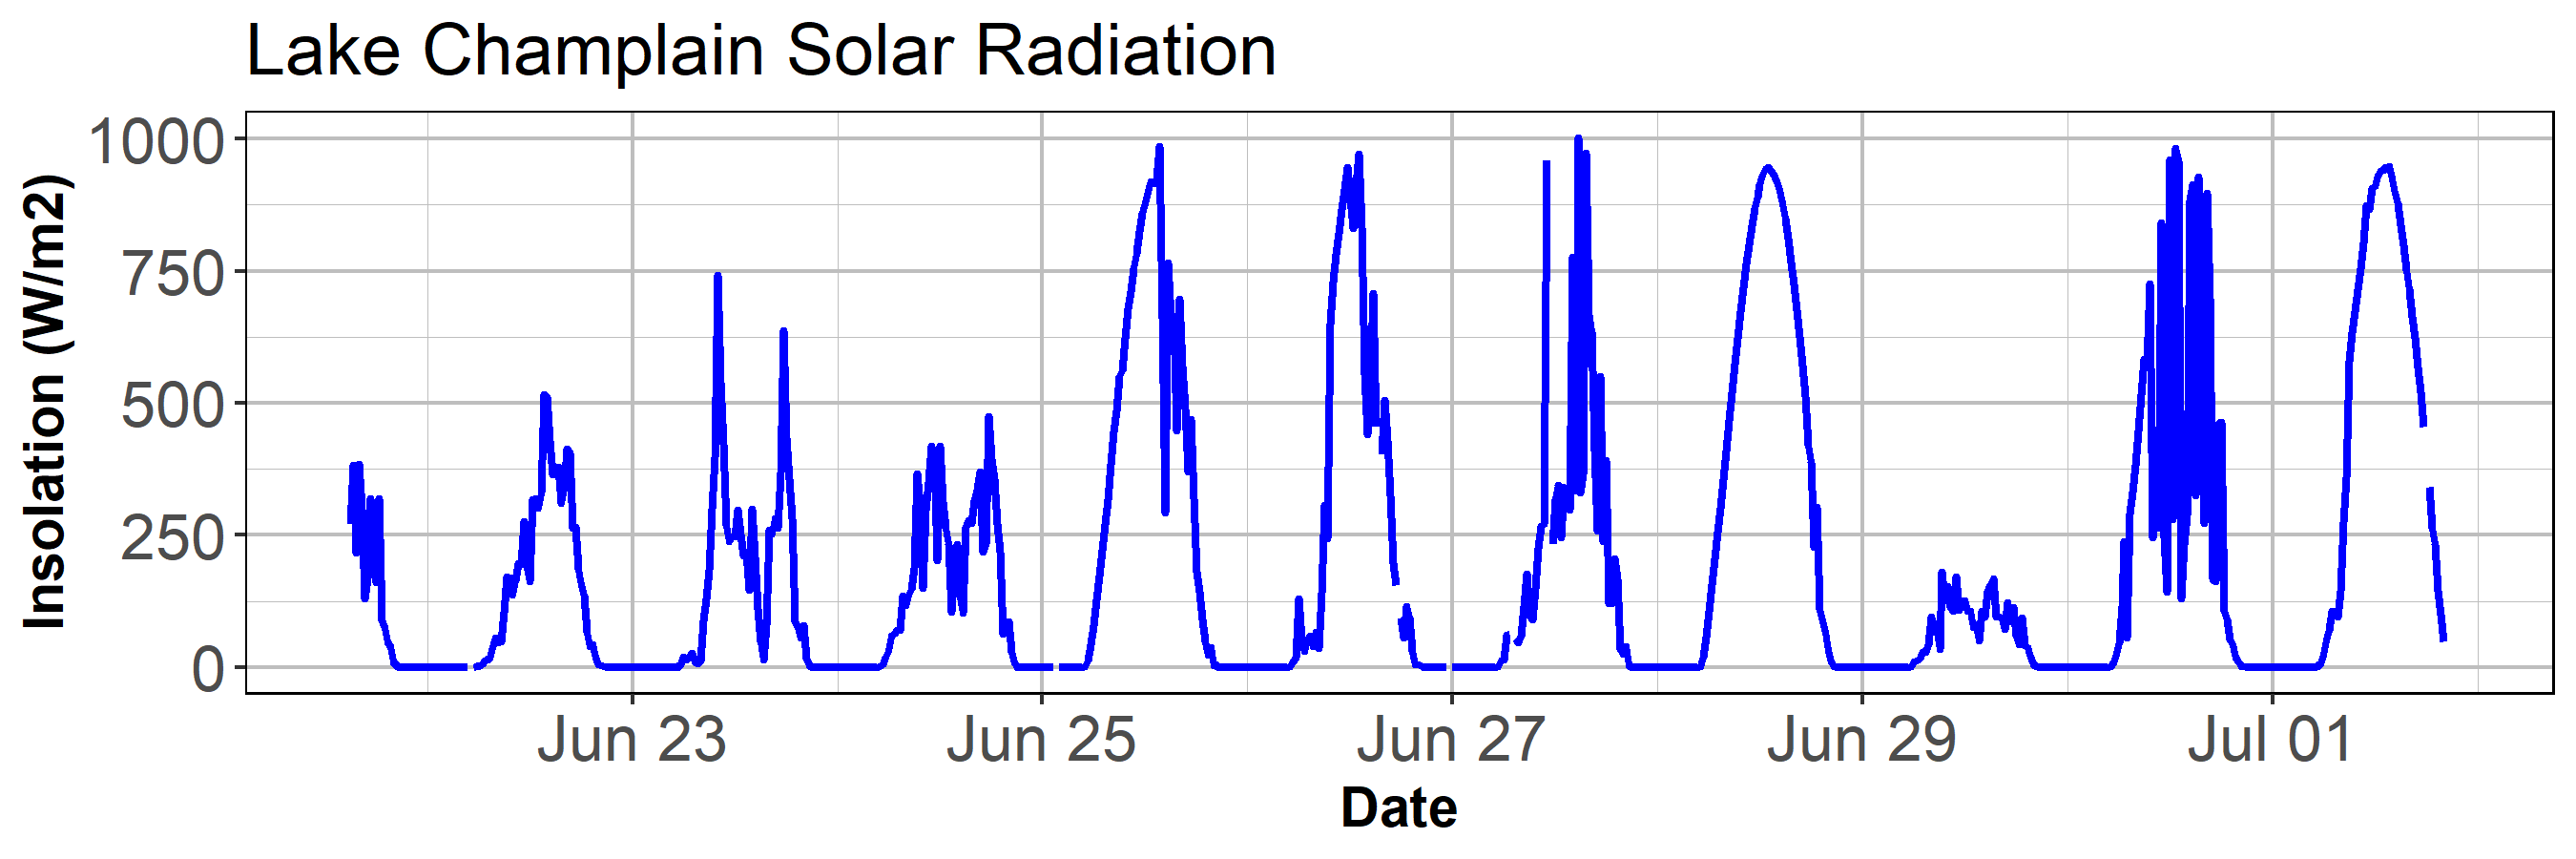 Lake Champlain Solar Radiation
Insolation (W/m2)
1000
750
500
250
0
Jun 23 Jun 25 Jun 27 Jun 29 Jul 01
Date